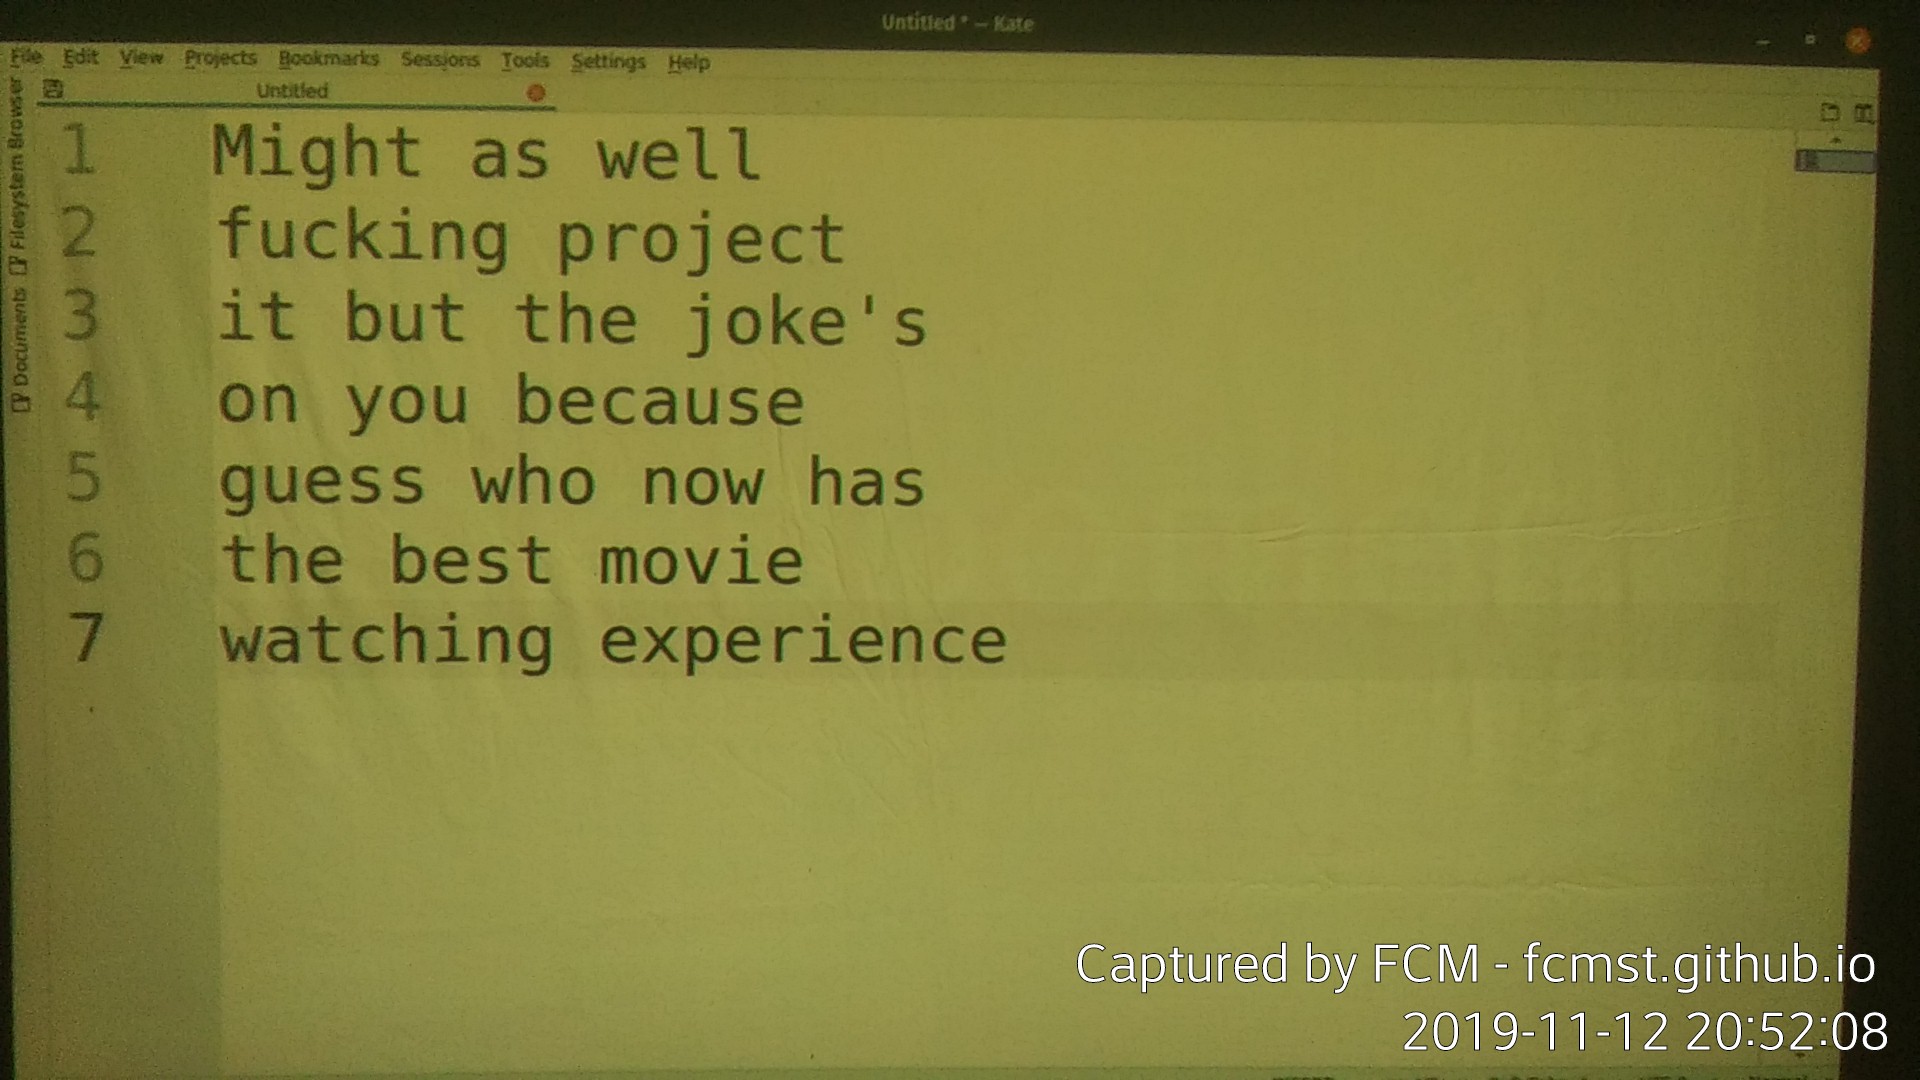 Untitled * — Kate
File Edit View Projects Bookmarks Sessions Tools Settings Help
Untitled
Filesystem Browser
Documents
1 Might as well
2 fucking project
3 it but the joke's
4 on you because
5 guess who now has
6 the best movie
7 watching experience
Captured by FCM - fcmst.github.io
2019-11-12 20:52:08